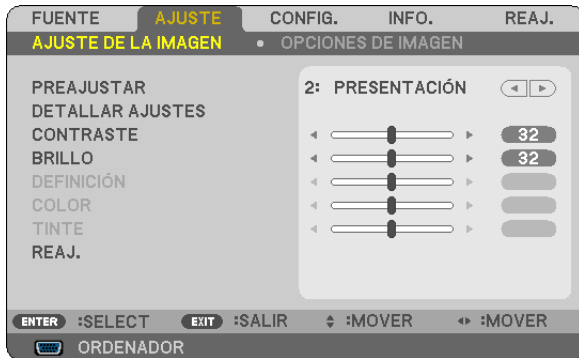 FUENTE AJUSTE CONFIG. INFO. REAJ.
AJUSTE DE LA IMAGEN • OPCIONES DE IMAGEN
PREAJUSTAR 2: PRESENTACIÓN
DETALLAR AJUSTES
CONTRASTE 32
BRILLO 32
DEFINICIÓN
COLOR
TINTE
REAJ.
ENTER :SELECT EXIT :SALIR :MOVER :MOVER
ORDENADOR